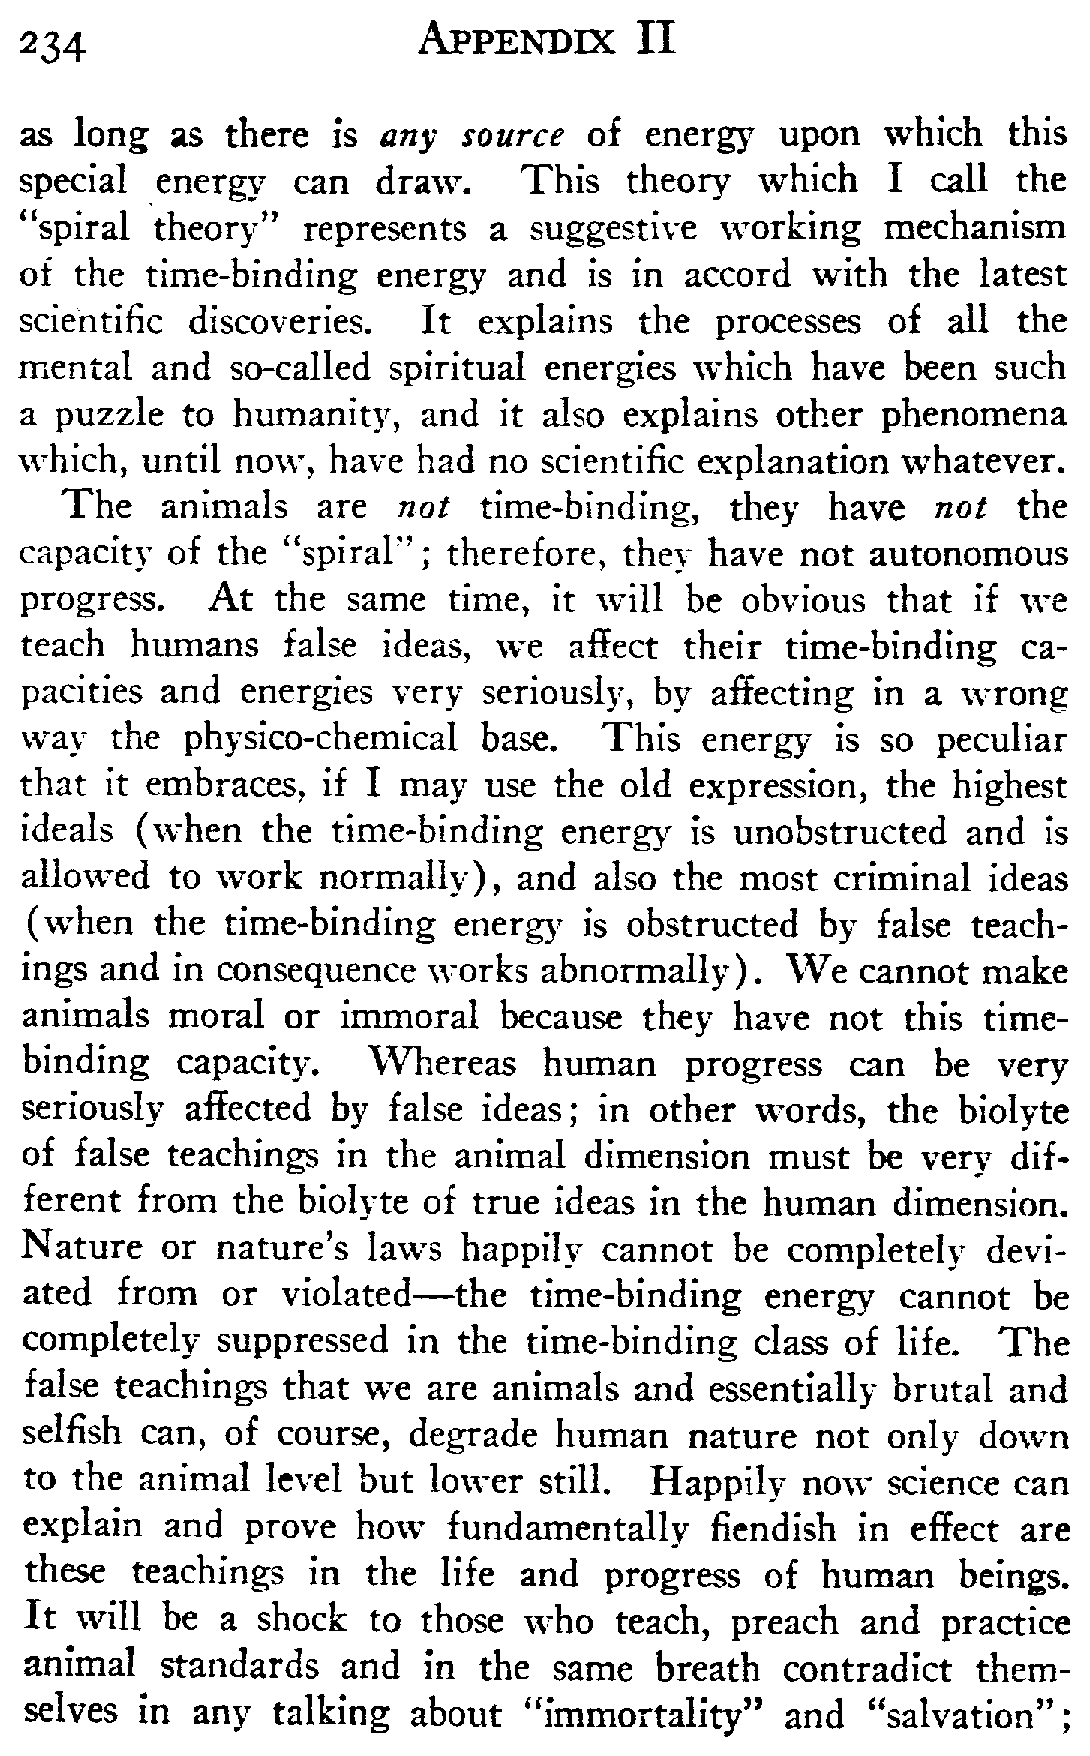 234 APPENDIX II
as long as there is any source of energy upon which this
special energy can draw. This theory which I call the
“spiral theory” represents a suggestive working mechanism
of the time-binding energy and is in accord with the latest
scientific discoveries. It explains the processes of all the
mental and so-called spiritual energies which have been such
a puzzle to humanity, and it also explains other phenomena
which, until now, have had no scientific explanation whatever.
The animals are not time-binding, they have not the
capacity of the “spiral”; therefore, they have not autonomous
progress. At the same time, it will be obvious that if we
teach humans false ideas, we affect their time-binding ca-
pacities and energies very seriously, by affecting in a wrong
way the physico-chemical base. This energy is so peculiar
that it embraces, if I may use the old expression, the highest
ideals (when the time-binding energy is unobstructed and is
allowed to work normally), and also the most criminal ideas
(when the time-binding energy is obstructed by false teach-
ings and in consequence works abnormally). We cannot make
animals moral or immoral because they have not this time-
binding capacity. Whereas human progress can be very
seriously affected by false ideas; in other words, the biolyte
of false teachings in the animal dimension must be very dif-
ferent from the biolyte of true ideas in the human dimension.
Nature or nature's laws happily cannot be completely devi-
ated from or violated—the time-binding energy cannot be
completely suppressed in the time-binding class of life. The
false teachings that we are animals and essentially brutal and
selfish can, of course, degrade human nature not only down
to the animal level but lower still. Happily now science can
explain and prove how fundamentally fiendish in effect are
these teachings in the life and progress of human beings.
It will be a shock to those who teach, preach and practice
animal standards and in the same breath contradict them-
selves in any talking about “immortality” and “salvation”;